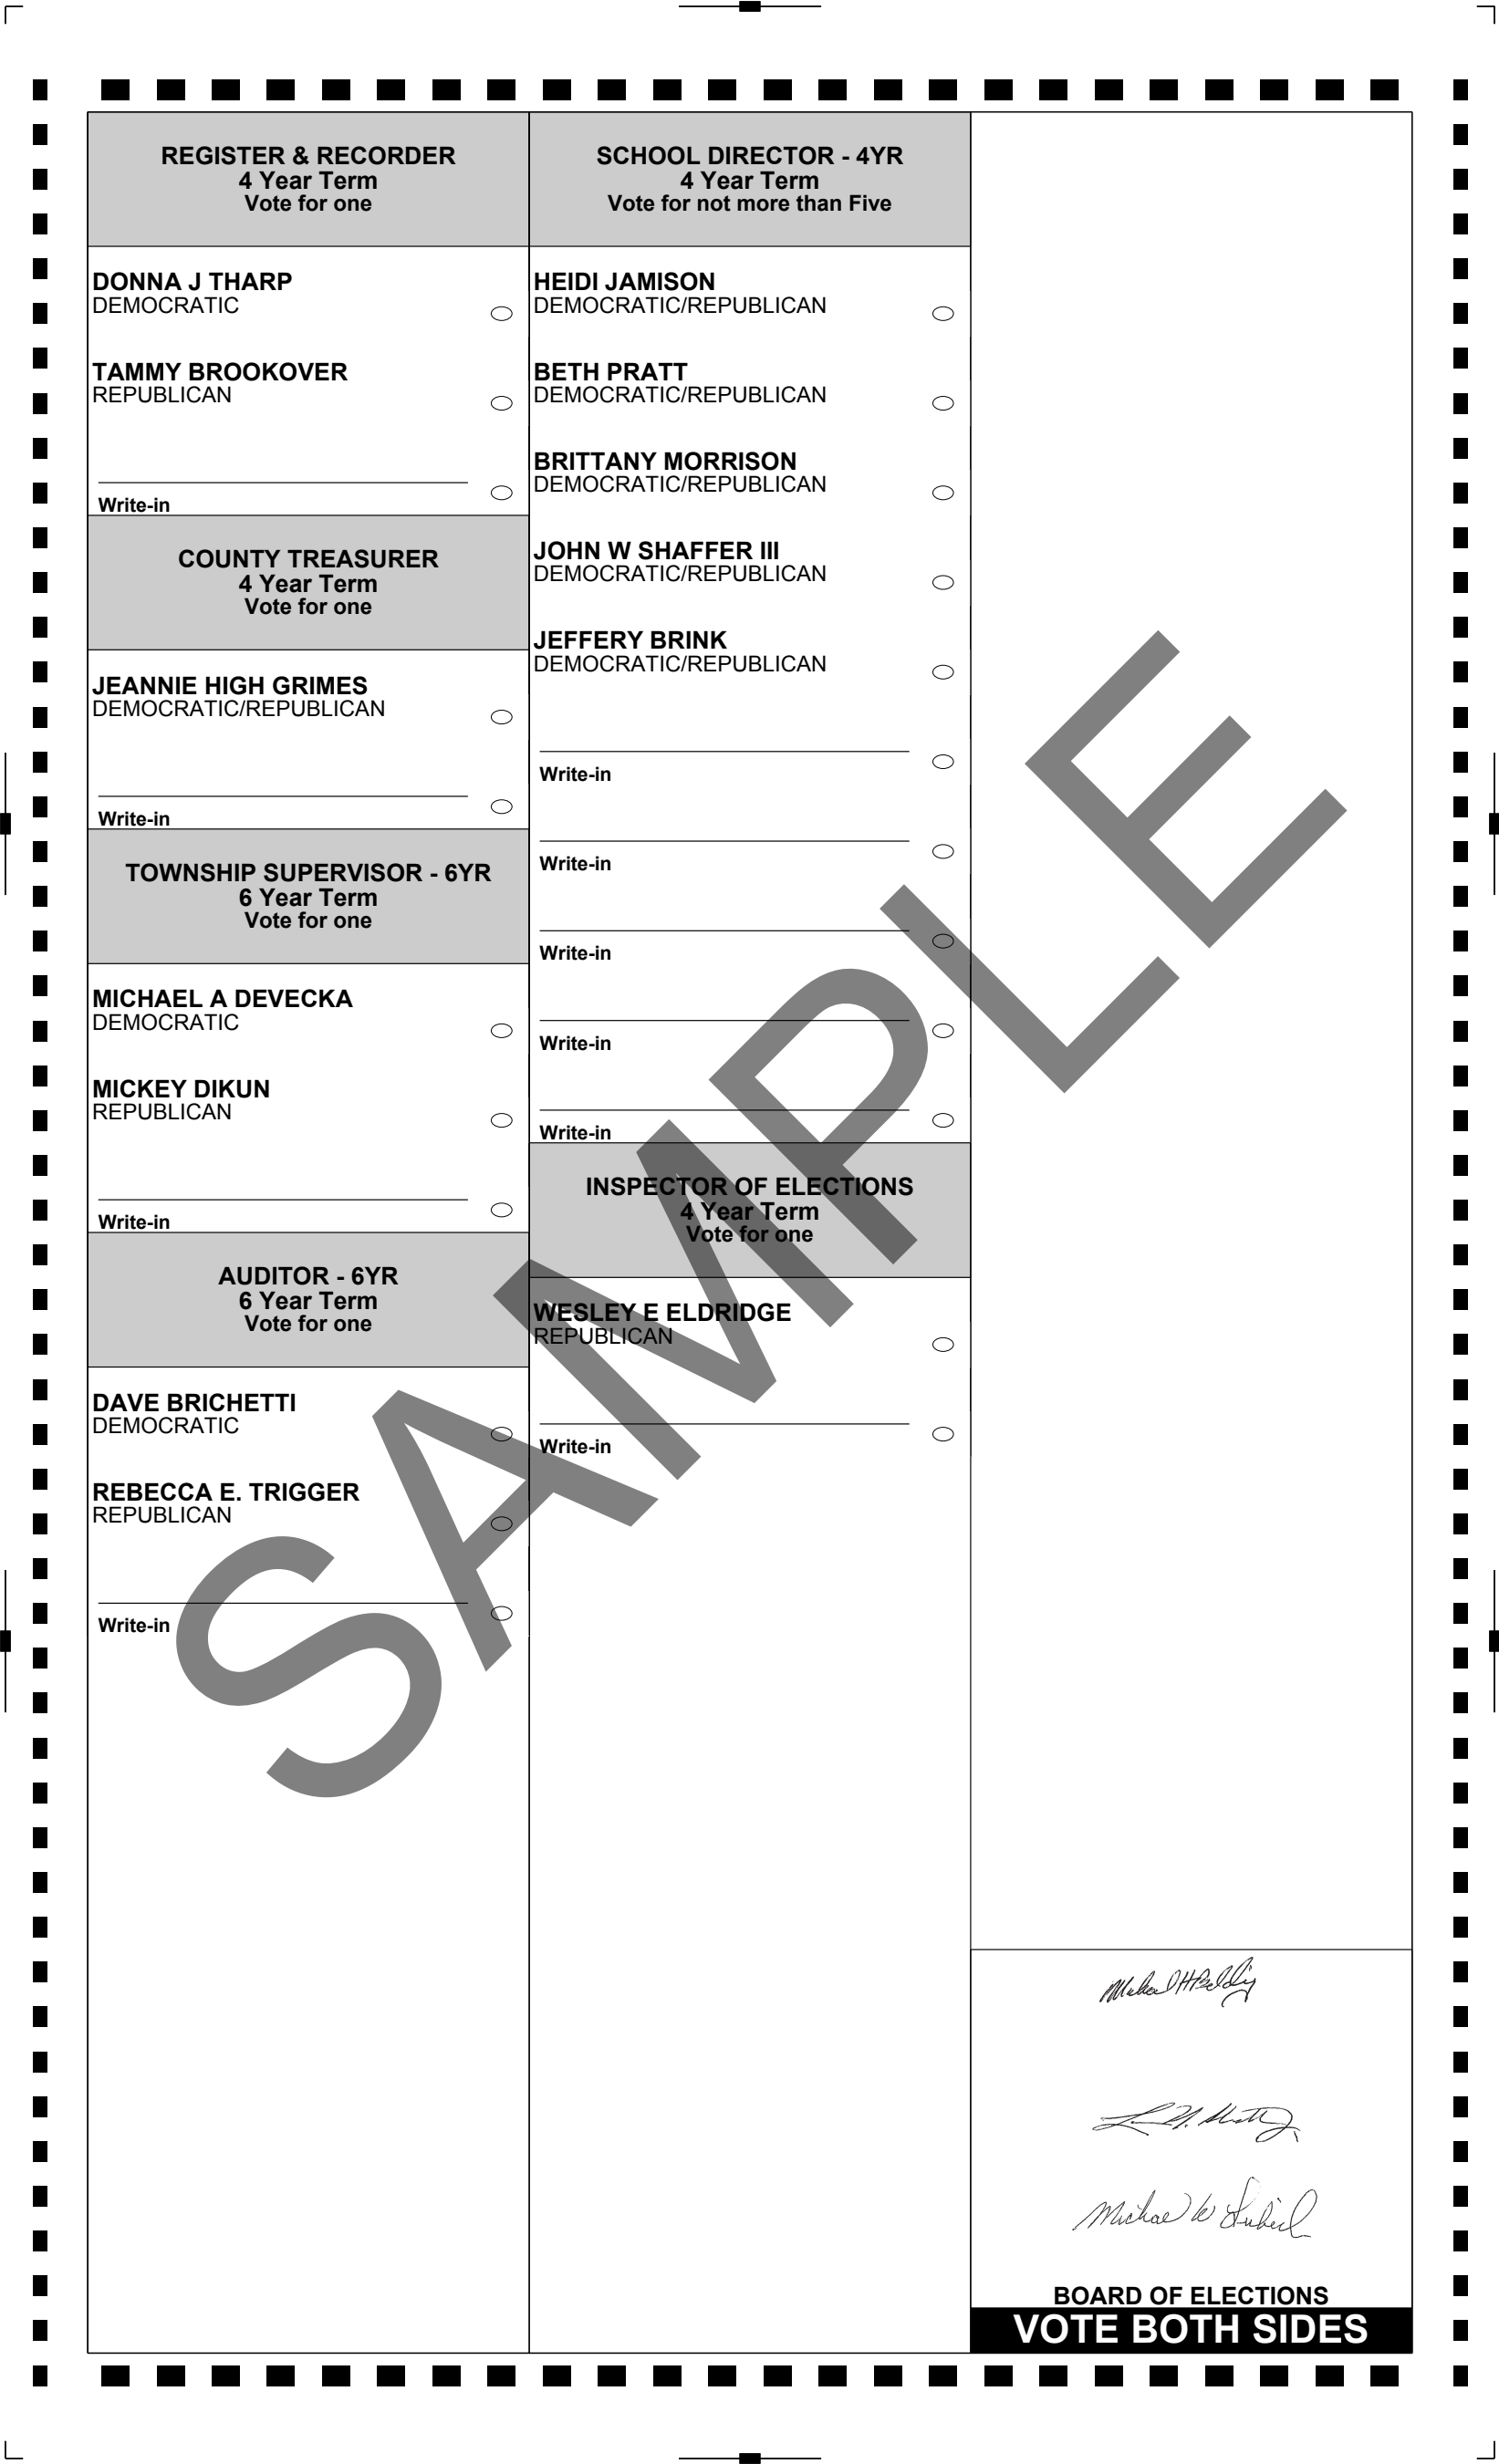 REGISTER & RECORDER
4 Year Term
Vote for one
DONNA J THARP
DEMOCRATIC
TAMMY BROOKOVER
REPUBLICAN
Write-in
COUNTY TREASURER
4 Year Term
Vote for one
JEANNIE HIGH GRIMES
DEMOCRATIC/REPUBLICAN
Write-in
TOWNSHIP SUPERVISOR - 6YR
6 Year Term
Vote for one
MICHAEL A DEVECKA
DEMOCRATIC
MICKEY DIKUN
REPUBLICAN
Write-in
AUDITOR - 6YR
6 Year Term
Vote for one
DAVE BRICHETTI
DEMOCRATIC
REBECCA E. TRIGGER
REPUBLICAN
Write-in
SCHOOL DIRECTOR - 4YR
4 Year Term
Vote for not more than Five
HEIDI JAMISON
DEMOCRATIC/REPUBLICAN
BETH PRATT
DEMOCRATIC/REPUBLICAN
BRITTANY MORRISON
DEMOCRATIC/REPUBLICAN
JOHN W SHAFFER III
DEMOCRATIC/REPUBLICAN
JEFFERY BRINK
DEMOCRATIC/REPUBLICAN
Write-in
Write-in
Write-in
Write-in
Write-in
INSPECTOR OF ELECTIONS
4 Year Term
Vote for one
WESLEY E ELDRIDGE
REPUBLICAN
Write-in
SAMPLE
Michael W
BOARD OF ELECTIONS
VOTE BOTH SIDES